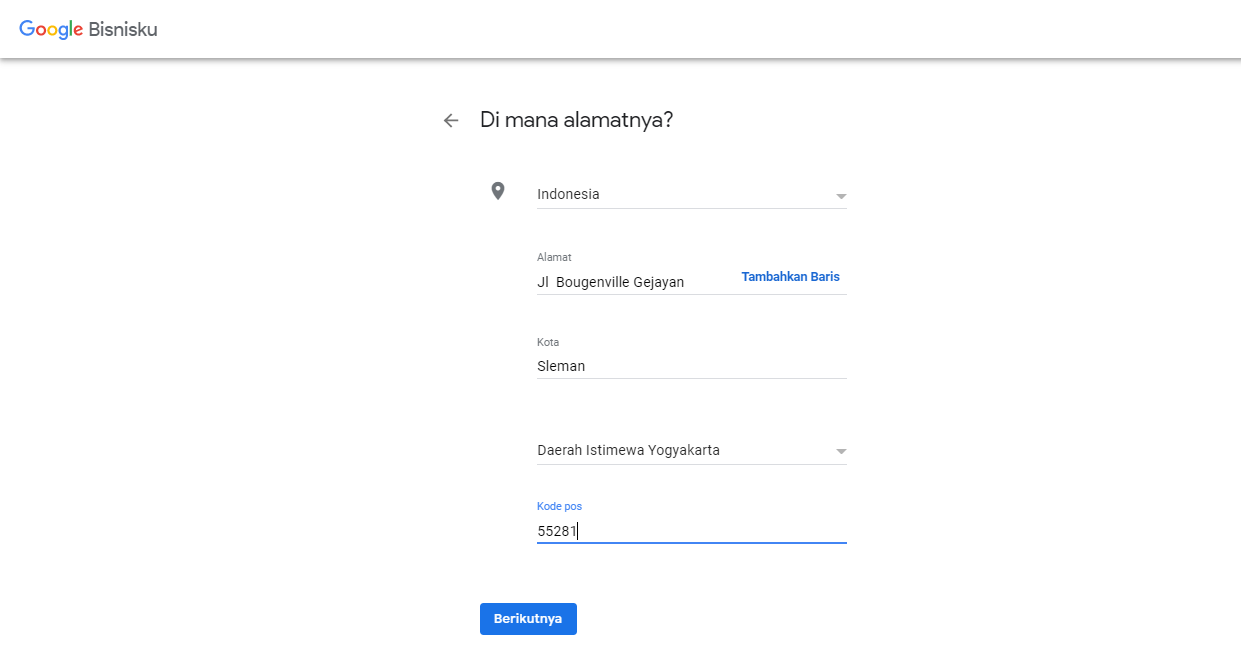 Google Bisnisku
Di mana alamatnya?
Indonesia
Alamat
Jl  Bougenville Gejayan
Tambahkan Baris
Kota
Sleman
Daerah Istimewa Yogyakarta
Kode pos
55281
Berikutnya